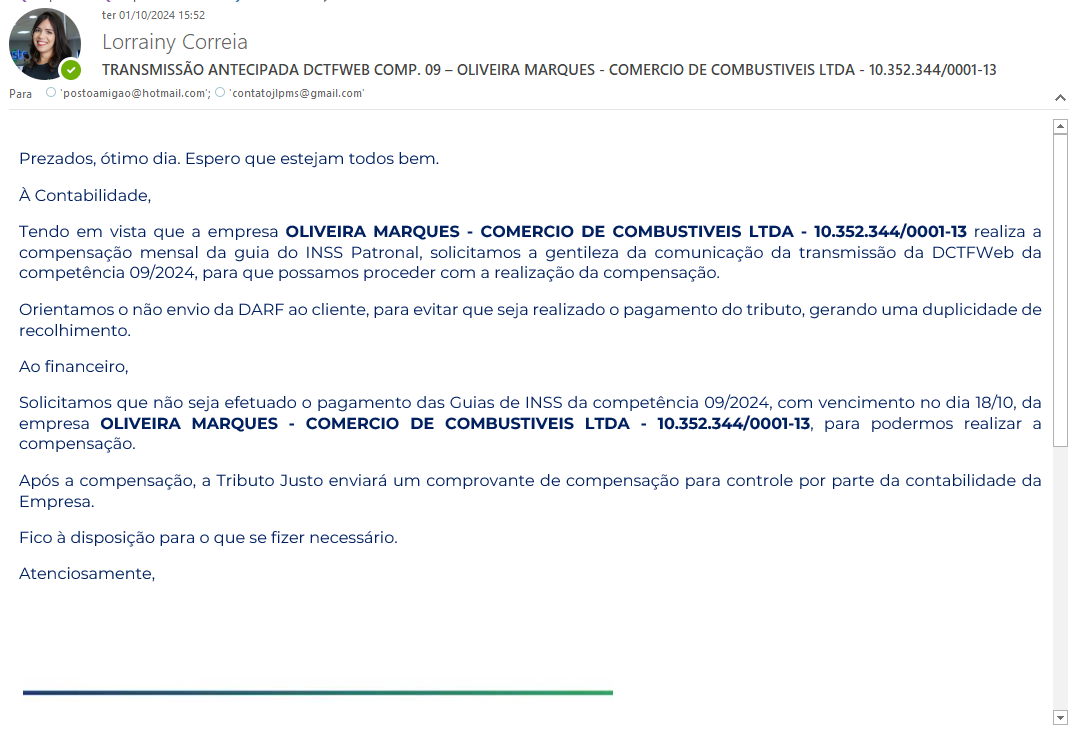 ter 01/10/2024 15:52
Lorrainy Correia
TRANSMISSÃO ANTECIPADA DCTFWEB COMP. 09 – OLIVEIRA MARQUES - COMERCIO DE COMBUSTIVEIS LTDA - 10.352.344/0001-13
Para 'postoamigao@hotmail.com'; 'contatojlpms@gmail.com'
Prezados, ótimo dia. Espero que estejam todos bem.
À Contabilidade,
Tendo em vista que a empresa OLIVEIRA MARQUES - COMERCIO DE COMBUSTIVEIS LTDA - 10.352.344/0001-13 realiza a
compensação mensal da guia do INSS Patronal, solicitamos a gentileza da comunicação da transmissão da DCTFWeb da
competência 09/2024, para que possamos proceder com a realização da compensação.
Orientamos o não envio da DARF ao cliente, para evitar que seja realizado o pagamento do tributo, gerando uma duplicidade de
recolhimento.
Ao financeiro,
Solicitamos que não seja efetuado o pagamento das Guias de INSS da competência 09/2024, com vencimento no dia 18/10, da
empresa OLIVEIRA MARQUES - COMERCIO DE COMBUSTIVEIS LTDA - 10.352.344/0001-13, para podermos realizar a
compensação.
Após a compensação, a Tributo Justo enviará um comprovante de compensação para controle por parte da contabilidade da
Empresa.
Fico à disposição para o que se fizer necessário.
Atenciosamente,